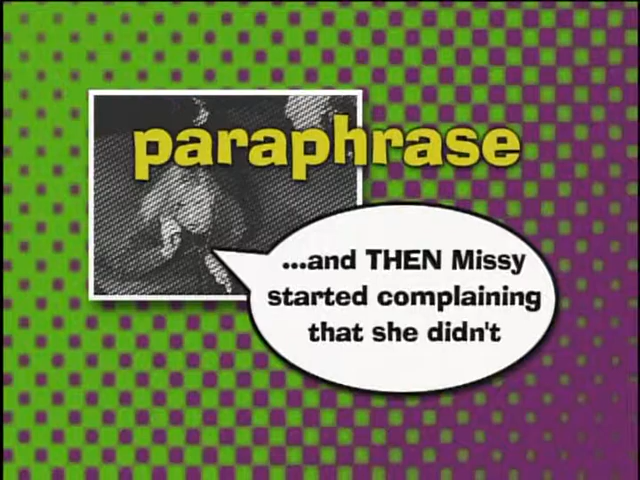 paraphrase
...and THEN Missy
started complaining
that she didn't